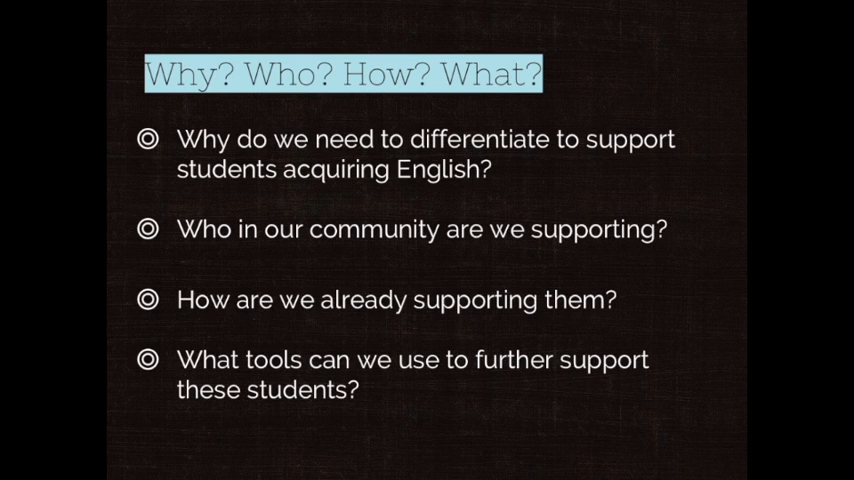 Why? Who? How? What?
Why do we need to differentiate to support
students acquiring English?
Who in our community are we supporting?
How are we already supporting them?
What tools can we use to further support
these students?